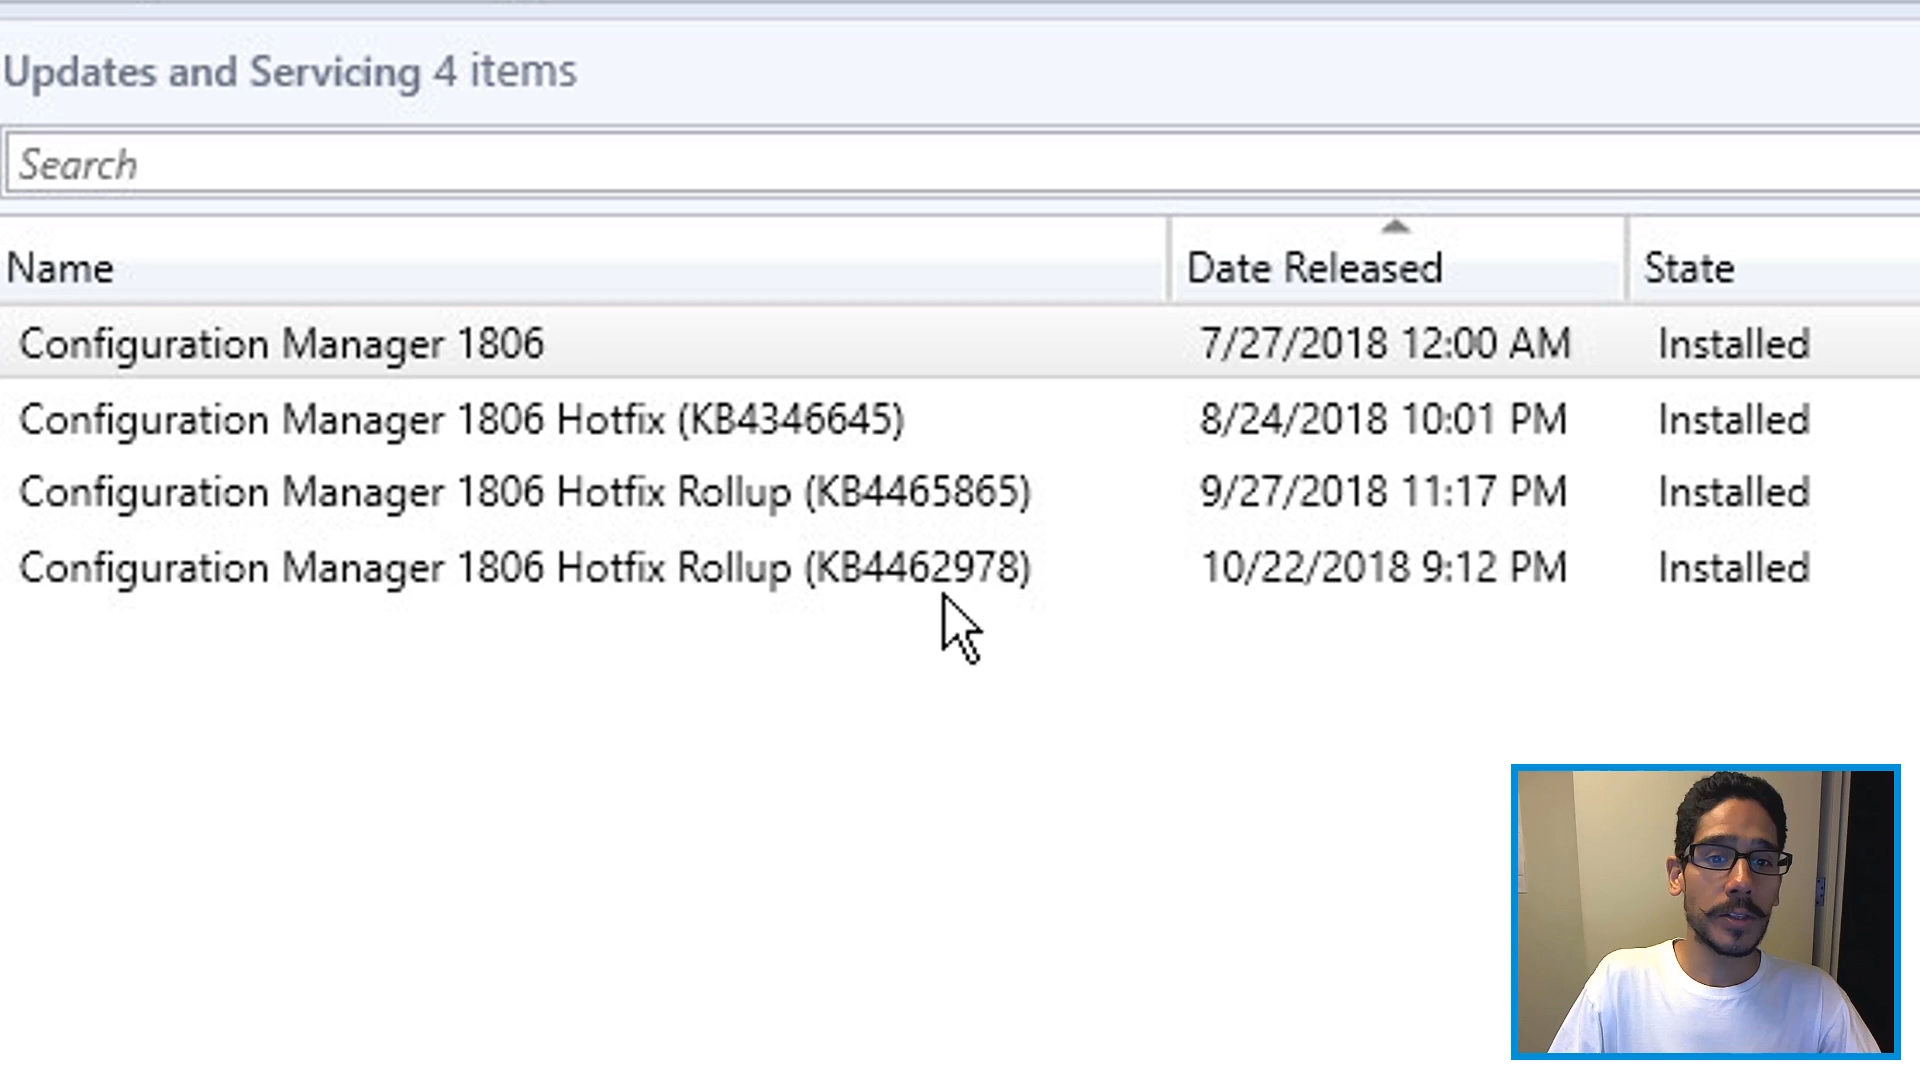 Updates and Servicing 4 items
Search
Name Date Released State
Configuration Manager 1806 7/27/2018 12:00 AM Installed
Configuration Manager 1806 Hotfix (KB4346645) 8/24/2018 10:01 PM Installed
Configuration Manager 1806 Hotfix Rollup (KB4465865) 9/27/2018 11:17 PM Installed
Configuration Manager 1806 Hotfix Rollup (KB4462978) 10/22/2018 9:12 PM Installed